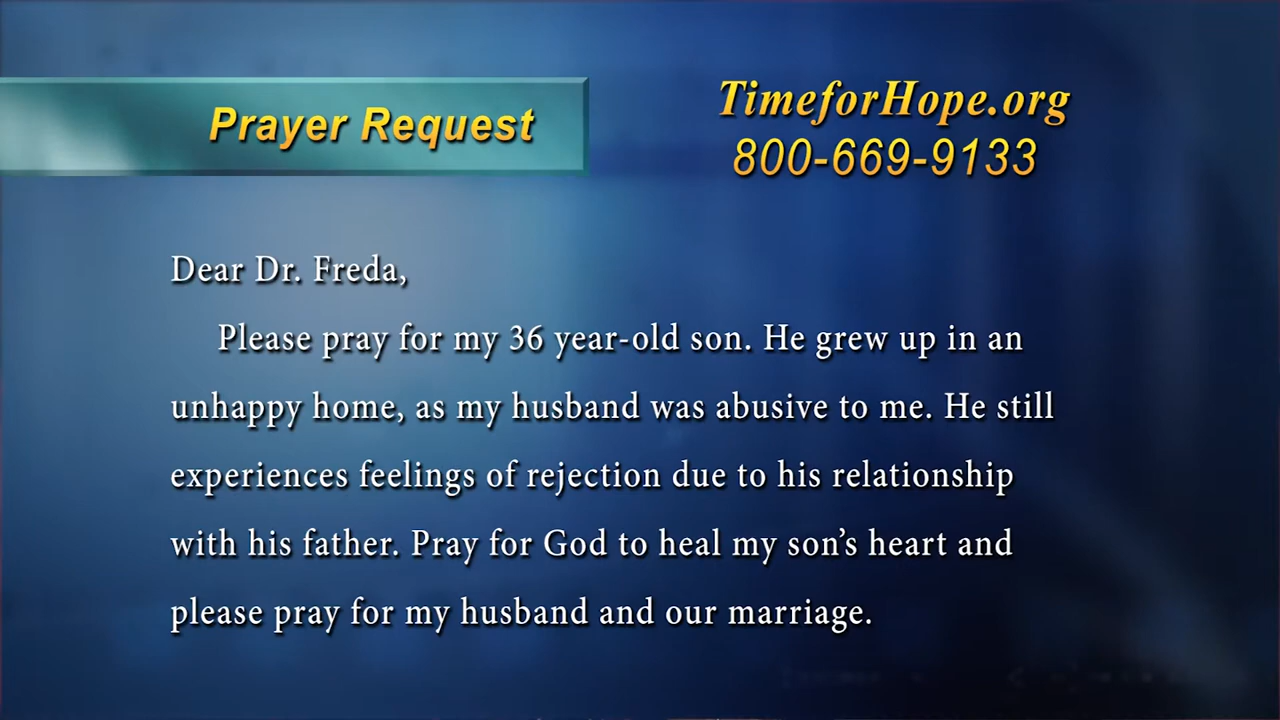 Prayer Request
TimeforHope.org
800-669-9133
Dear Dr. Freda,
Please pray for my 36 year-old son. He grew up in an
unhappy home, as my husband was abusive to me. He still
experiences feelings of rejection due to his relationship
with his father. Pray for God to heal my son’s heart and
please pray for my husband and our marriage.